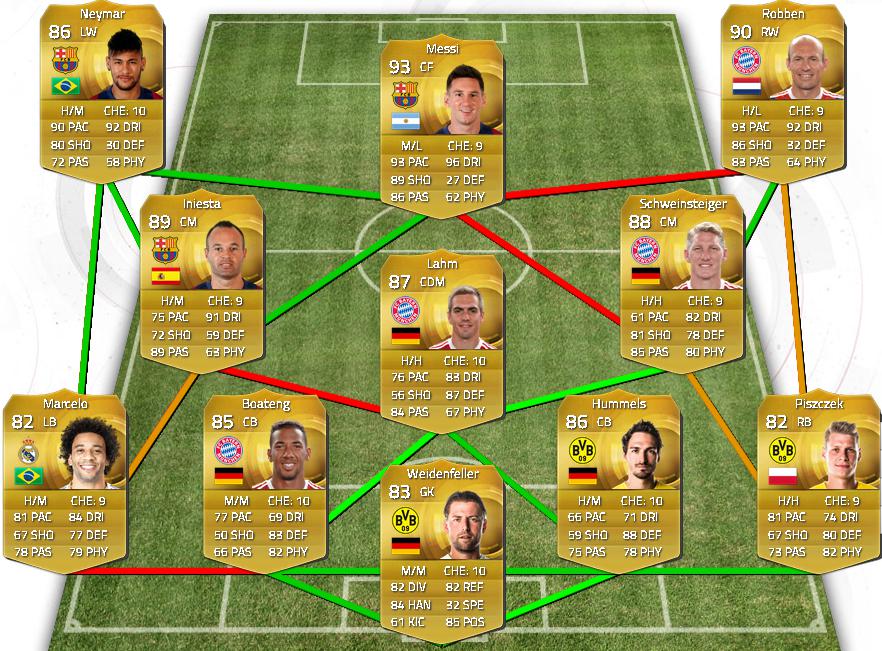 Neymar
86 LW
H/M CHE: 10
90 PAC 92 DRI
80 SHO 30 DEF
72 PAS 58 PHY
Messi
93 CF
M/L CHE: 9
93 PAC 96 DRI
89 SHO 27 DEF
86 PAS 62 PHY
Robben
90 RW
H/L CHE: 9
93 PAC 92 DRI
86 SHO 32 DEF
83 PAS 64 PHY
Iniesta
89 CM
H/M CHE: 9
75 PAC 91 DRI
72 SHO 59 DEF
89 PAS 63 PHY
Lahm
87 CDM
H/H CHE: 10
76 PAC 83 DRI
56 SHO 87 DEF
84 PAS 67 PHY
Schweinsteiger
88 CM
H/H CHE: 9
61 PAC 82 DRI
81 SHO 78 DEF
85 PAS 80 PHY
Marcelo
82 LB
H/M CHE: 9
81 PAC 84 DRI
67 SHO 77 DEF
78 PAS 79 PHY
Boateng
85 CB
M/M CHE: 10
77 PAC 69 DRI
50 SHO 83 DEF
66 PAS 82 PHY
Weidenfeller
83 GK
BVB
09
M/M CHE: 10
82 DIV 82 REF
84 HAN 32 SPE
61 KIC 85 POS
Hummels
86 CB
BVB
09
H/M CHE: 10
66 PAC 71 DRI
59 SHO 88 DEF
75 PAS 78 PHY
Piszczek
82 RB
BVB
09
H/H CHE: 9
81 PAC 74 DRI
67 SHO 80 DEF
73 PAS 82 PHY